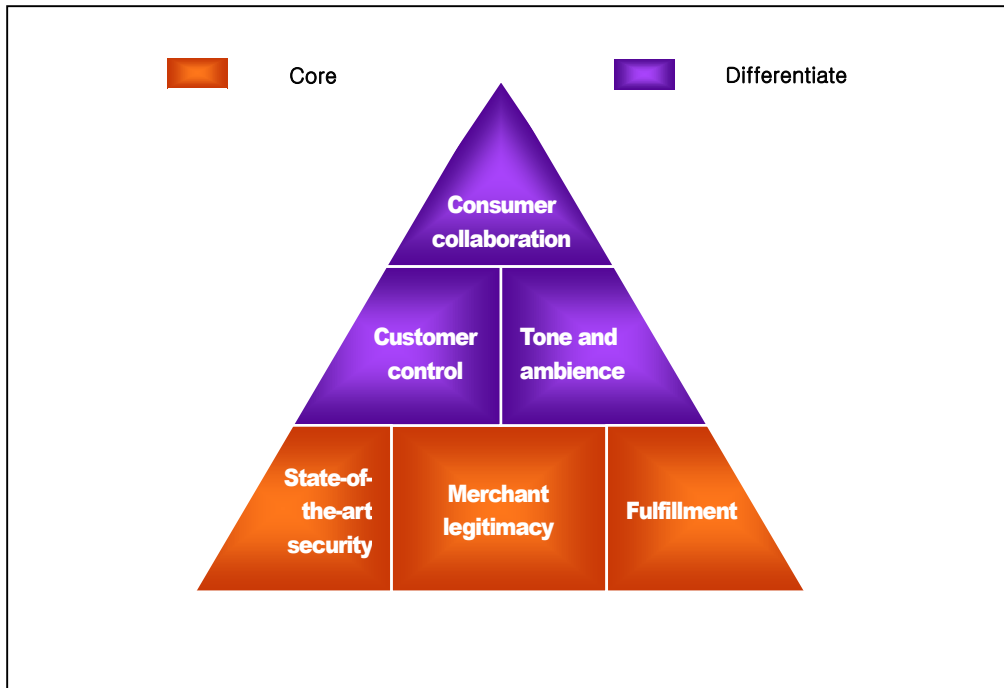 Core
Differentiate
Consumer
collaboration
Customer
control
Tone and
ambience
State-of-
the-art
security
Merchant
legitimacy
Fulfillment